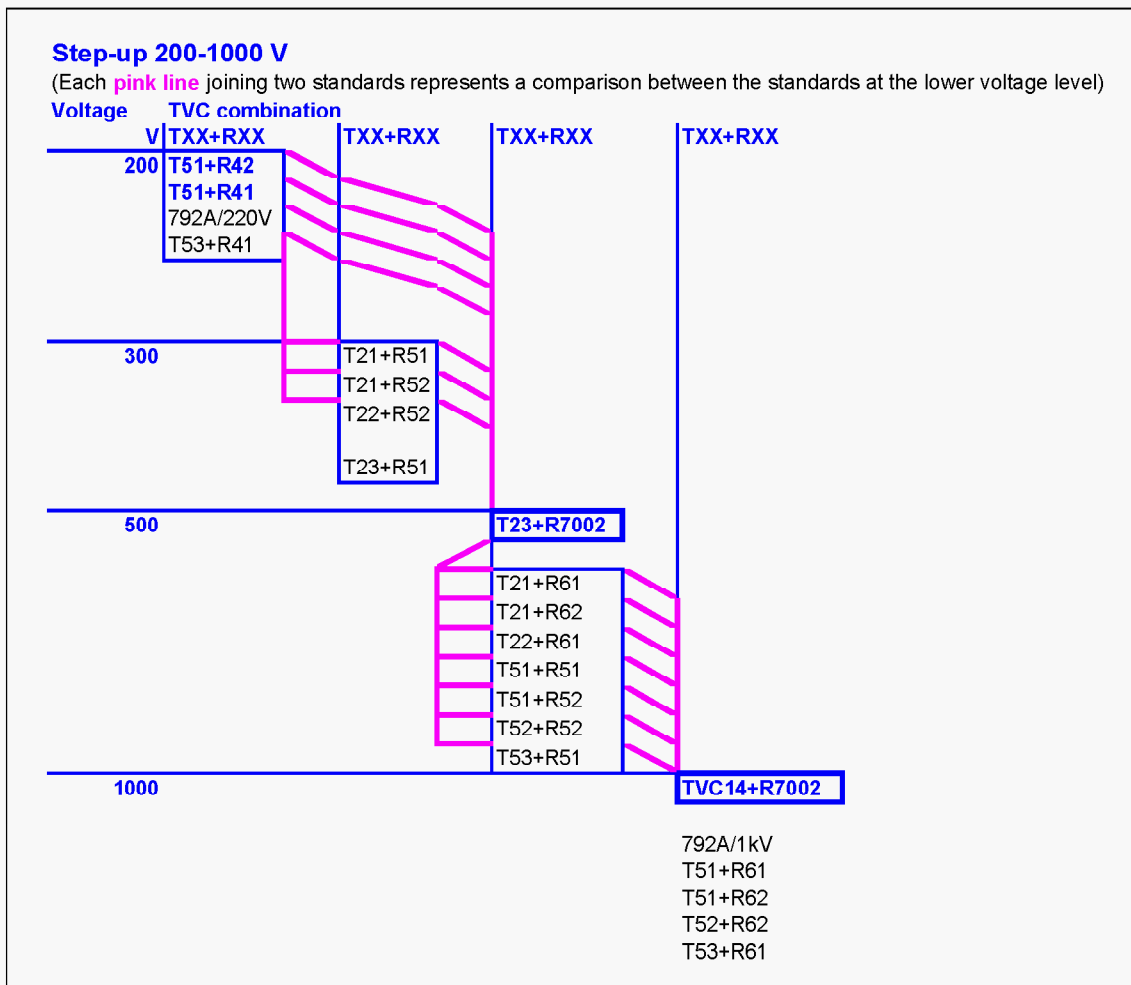 Step-up 200-1000 V
(Each pink line joining two standards represents a comparison between the standards at the lower voltage level)
Voltage TVC combination
V TXX+RXX TXX+RXX TXX+RXX TXX+RXX
200 T51+R42
T51+R41
792A/220V
T53+R41
300 T21+R51
T21+R52
T22+R52
T23+R51
500 T23+R7002
T21+R61
T21+R62
T22+R61
T51+R51
T51+R52
T52+R52
T53+R51
1000 TVC14+R7002
792A/1kV
T51+R61
T51+R62
T52+R62
T53+R61